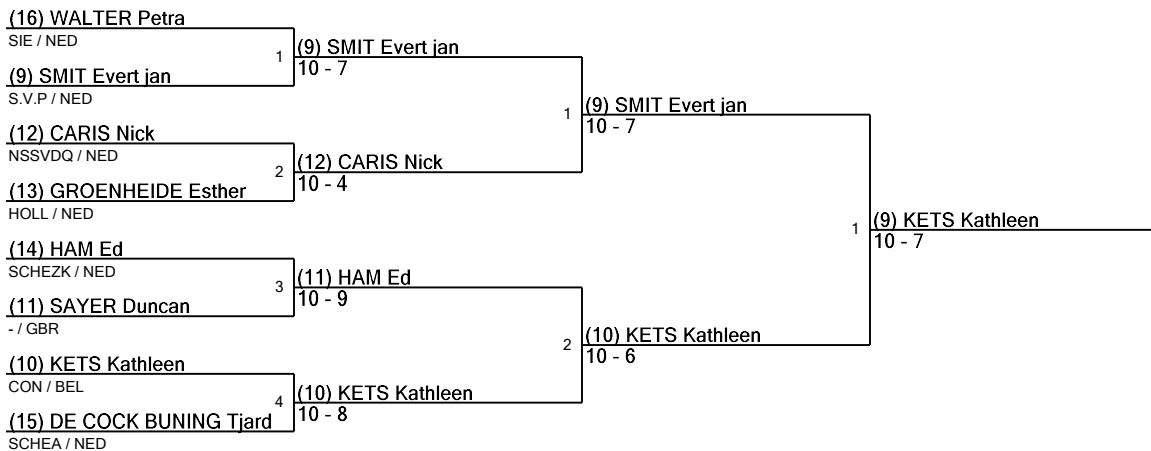 (16) WALTER Petra
SIE / NED
(9) SMIT Evert jan
S.V.P / NED
(12) CARIS Nick
NSSVDQ / NED
(13) GROENHEIDE Esther
HOLL / NED
(14) HAM Ed
SCHEZK / NED
(11) SAYER Duncan
- / GBR
(10) KETS Kathleen
CON / BEL
(15) DE COCK BUNING Tjard
SCHEA / NED
1
(9) SMIT Evert jan
10 - 7
2
(12) CARIS Nick
10 - 4
3
(11) HAM Ed
10 - 9
4
(10) KETS Kathleen
10 - 8
1
(9) SMIT Evert jan
10 - 7
2
(10) KETS Kathleen
10 - 6
1
(9) KETS Kathleen
10 - 7